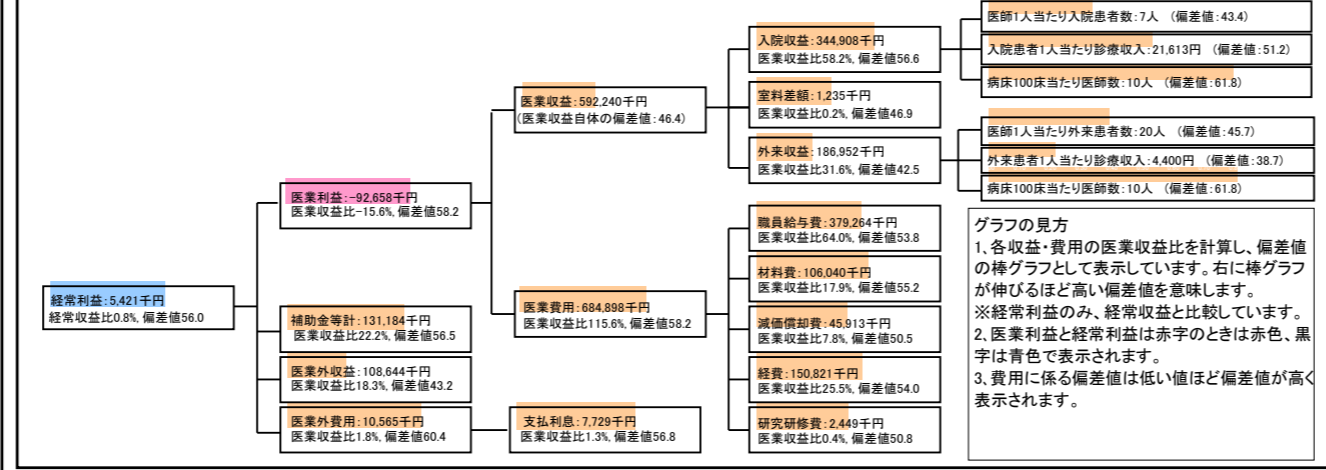 経常利益:5,421千円
経常収比0.8%, 偏差値56.0
医業利益:-92,658千円
医業収益比-15.6%, 偏差値58.2
補助金等計:131,184千円
医業収益比22.2%, 偏差値56.5
医業外収益:108,644千円
医業収益比18.3%, 偏差値43.2
医業外費用:10,565千円
医業収益比1.8%, 偏差値60.4
支払利息:7,729千円
医業収益比1.3%, 偏差値56.8
医業収益:592,240千円
(医業収益自体の偏差値:46.4)
医業費用:684,898千円
医業収益比115.6%, 偏差値58.2
入院収益:344,908千円
医業収益比58.2%, 偏差値56.6
室料差額:1,235千円
医業収益比0.2%, 偏差値46.9
外来収益:186,952千円
医業収益比31.6%, 偏差値42.5
職員給与費:379,264千円
医業収益比64.0%, 偏差値53.8
材料費:106,040千円
医業収益比17.9%, 偏差値55.2
減価償却費:45,913千円
医業収益比7.8%, 偏差値50.5
経費:150,821千円
医業収益比25.5%, 偏差値54.0
研究研修費:2,449千円
医業収益比0.4%, 偏差値50.8
医師1人当たり入院患者数:7人 (偏差値:43.4)
入院患者1人当たり診療収入:21,613円 (偏差値:51.2)
病床100床当たり医師数:10人 (偏差値:61.8)
医師1人当たり外来患者数:20人 (偏差値:45.7)
外来患者1人当たり診療収入:4,400円 (偏差値:38.7)
病床100床当たり医師数:10人 (偏差値:61.8)
グラフの見方
1、各収益・費用の医業収益比を計算し、偏差値
の棒グラフとして表示しています。右に棒グラフ
が伸びるほど高い偏差値を意味します。
※経常利益のみ、経常収益と比較しています。
2、医業利益と経常利益は赤字のときは赤色、黒
字は青色で表示されます。
3、費用に係る偏差値は低い値ほど偏差値が高く
表示されます。